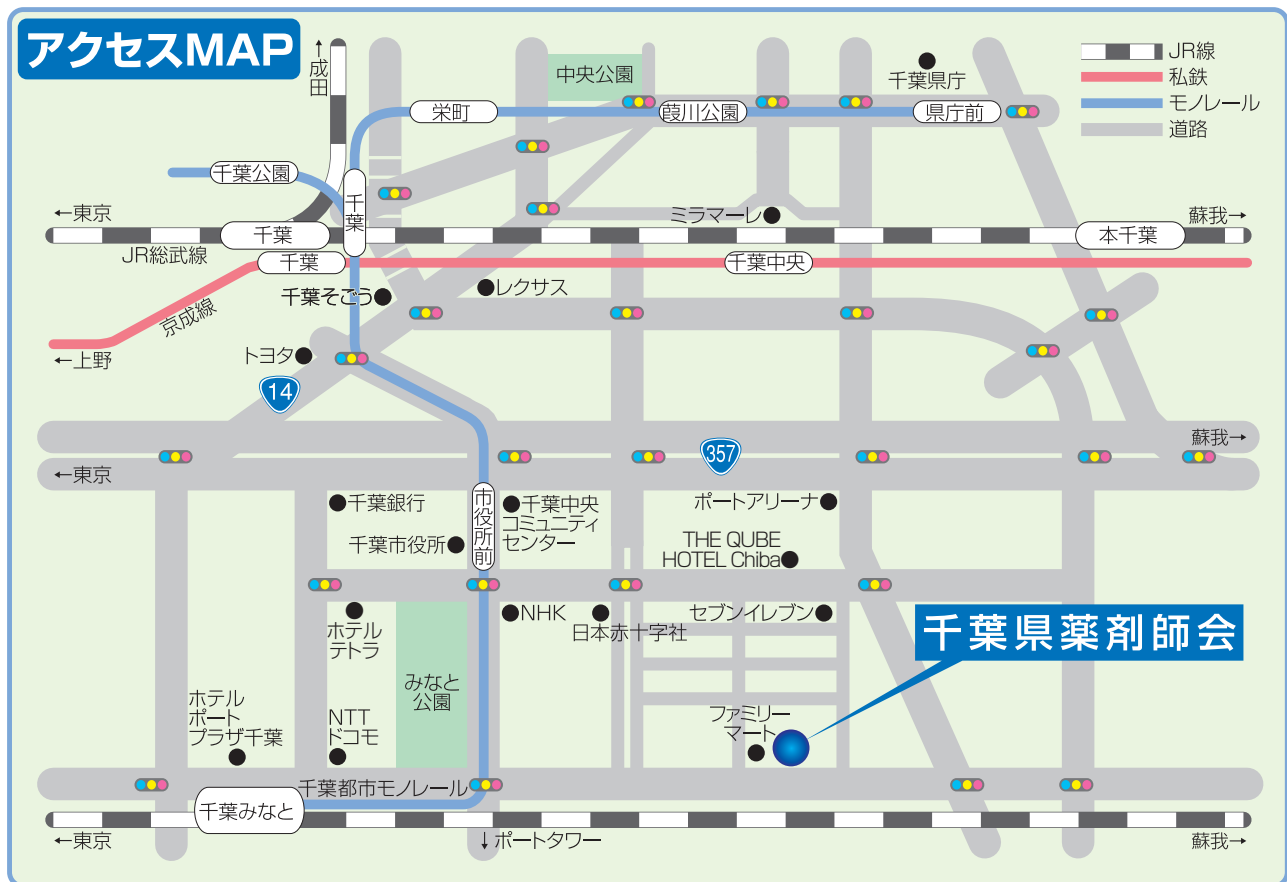 アクセスMAP
↑成田
中央公園
千葉県庁
JR線
私鉄
モノレール
道路
栄町
葭川公園
県庁前
千葉公園
千葉
←東京
ミラマーレ
蘇我→
千葉
本千葉
JR総武線
千葉
千葉中央
千葉そごう
レクサス
京成線
←上野
トヨタ
14
蘇我→
357
←東京
千葉銀行
市役所前
千葉中央
コミュニティ
センター
ポートアリーナ
千葉市役所
THE QUBE
HOTEL Chiba
ホテル
テトラ
NHK
日本赤十字社
セブンイレブン
千葉県薬剤師会
みなと
公園
ホテル
ポート
プラザ千葉
NTT
ドコモ
ファミリー
マート
千葉都市モノレール
千葉みなと
←東京
↓ポートタワー
蘇我→